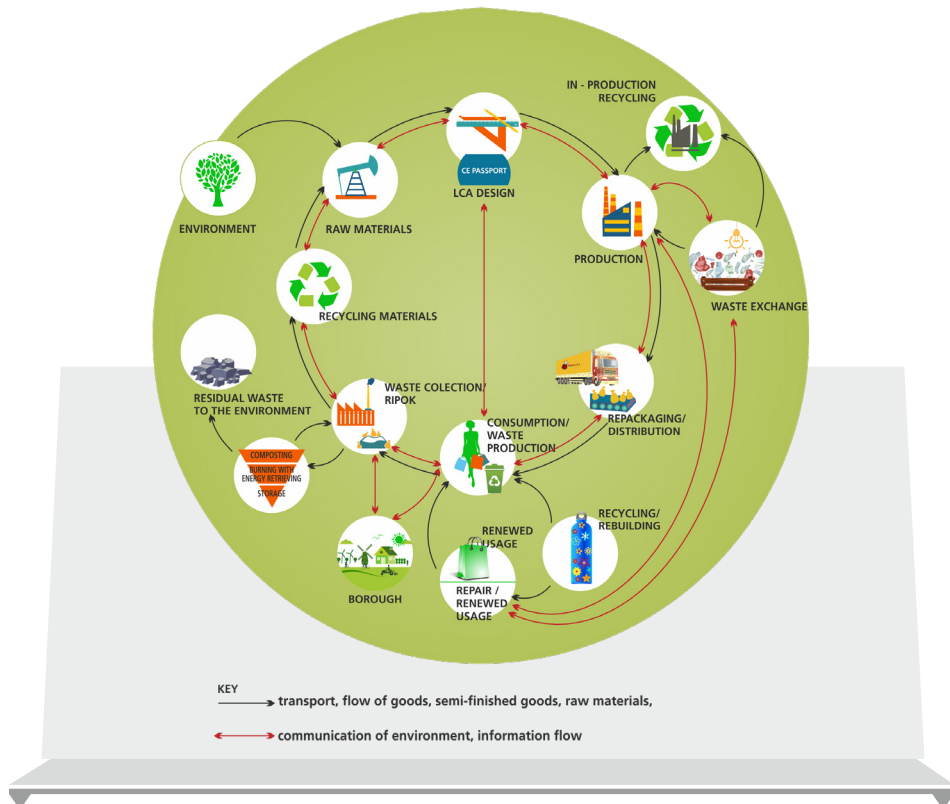 IN - PRODUCTION
RECYCLING
CE PASSPORT
LCA DESIGN
ENVIRONMENT
RAW MATERIALS
PRODUCTION
WASTE EXCHANGE
RECYCLING MATERIALS
RESIDUAL WASTE
TO THE ENVIRONMENT
WASTE COLECTION/
RIPOK
CONSUMPTION/
WASTE
PRODUCTION
REPACKAGING/
DISTRIBUTION
COMPOSTING
BURNING WITH
ENERGY RETRIEVING
STORAGE
RECYCLING/
REBUILDING
RENEWED
USAGE
BOROUGH
REPAIR /
RENEWED
USAGE
KEY
transport, flow of goods, semi-finished goods, raw materials,
communication of environment, information flow